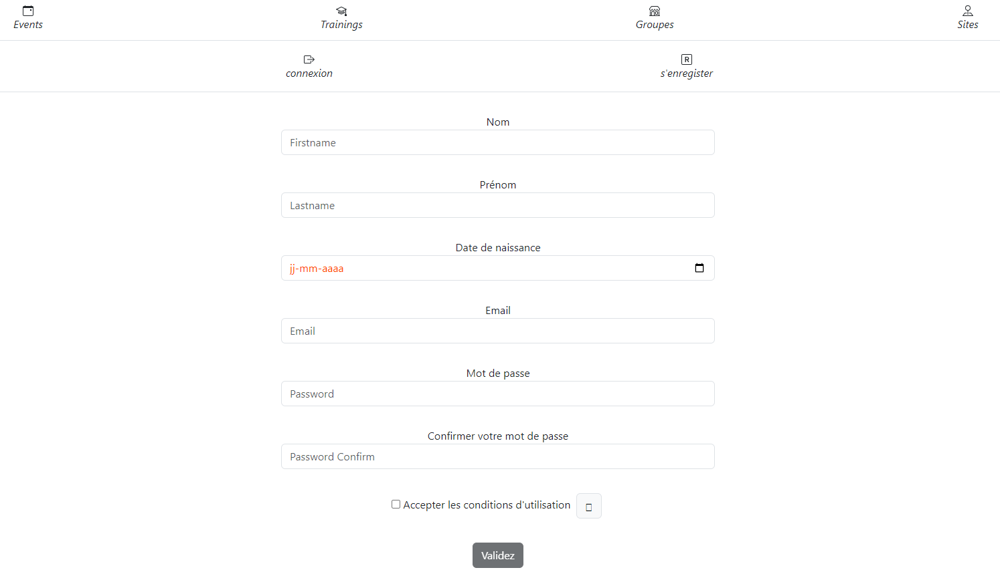 Events Trainings Groupes Sites
connexion s'enregister
Nom
Firstname
Prénom
Lastname
Date de naissance
jj-mm-aaaa
Email
Email
Mot de passe
Password
Confirmer votre mot de passe
Password Confirm
Accepter les conditions d'utilisation
Validez